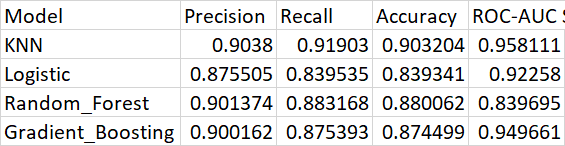 Model Precision Recall Accuracy ROC-AUC S
KNN 0.9038 0.91903 0.903204 0.958111
Logistic 0.875505 0.839535 0.839341 0.92258
Random_Forest 0.901374 0.883168 0.880062 0.839695
Gradient_Boosting 0.900162 0.875393 0.874499 0.949661